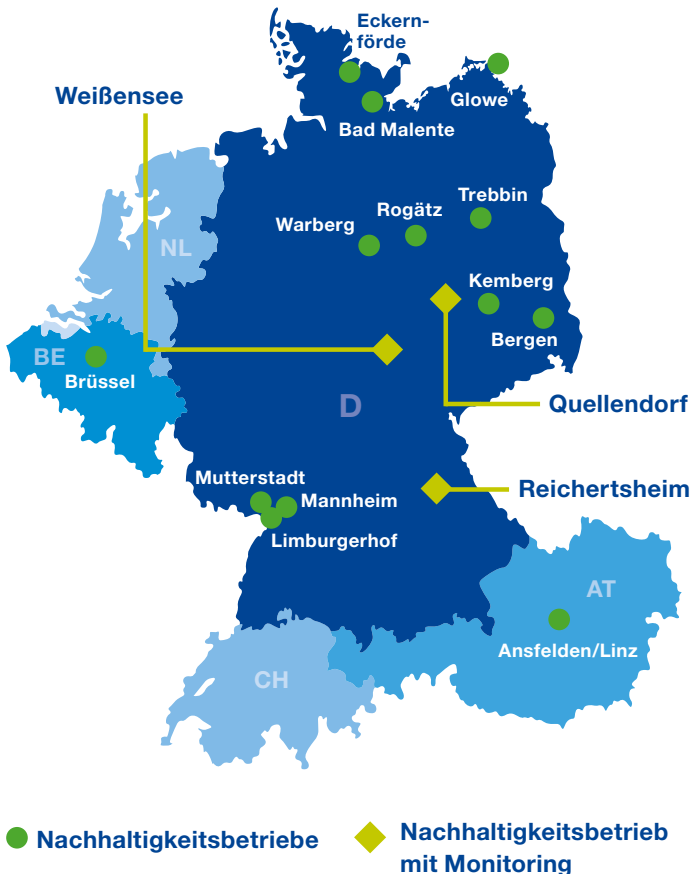 Eckern-
förde
Weißensee
Glowe
Bad Malente
Trebbin
Rogätz
Warberg
NL
Kemberg
Bergen
BE
Brüssel
D
Quellendorf
Mutterstadt
Mannheim
Reichertsheim
Limburgerhof
AT
Ansfelden/Linz
CH
Nachhaltigkeitsbetriebe
Nachhaltigkeitsbetrieb
mit Monitoring